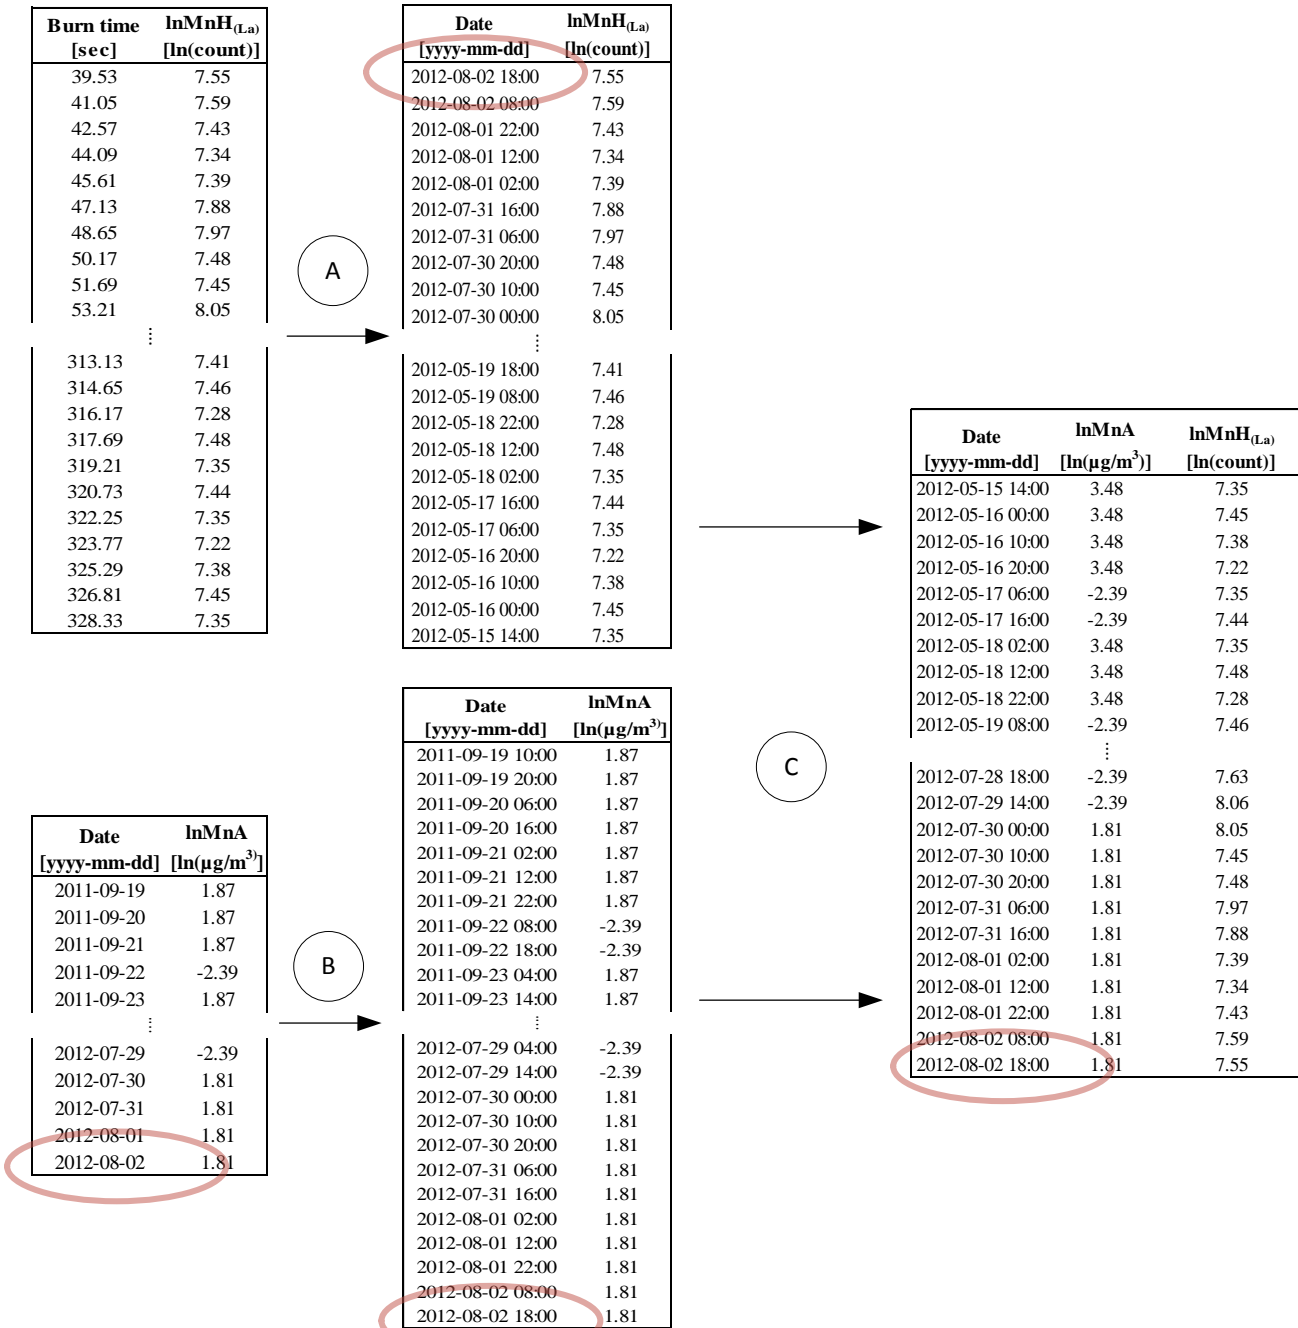 Burn time lnMnH(La)
[sec] [ln(count)]
39.53 7.55
41.05 7.59
42.57 7.43
44.09 7.34
45.61 7.39
47.13 7.88
48.65 7.97
50.17 7.48
51.69 7.45
53.21 8.05
⋮
313.13 7.41
314.65 7.46
316.17 7.28
317.69 7.48
319.21 7.35
320.73 7.44
322.25 7.35
323.77 7.22
325.29 7.38
326.81 7.45
328.33 7.35
A
Date lnMnH(La)
[yyyy-mm-dd] [ln(count)]
2012-08-02 18:00 7.55
2012-08-02 08:00 7.59
2012-08-01 22:00 7.43
2012-08-01 12:00 7.34
2012-08-01 02:00 7.39
2012-07-31 16:00 7.88
2012-07-31 06:00 7.97
2012-07-30 20:00 7.48
2012-07-30 10:00 7.45
2012-07-30 00:00 8.05
⋮
2012-05-19 18:00 7.41
2012-05-19 08:00 7.46
2012-05-18 22:00 7.28
2012-05-18 12:00 7.48
2012-05-18 02:00 7.35
2012-05-17 16:00 7.44
2012-05-17 06:00 7.35
2012-05-16 20:00 7.22
2012-05-16 10:00 7.38
2012-05-16 00:00 7.45
2012-05-15 14:00 7.35
Date lnMnA
[yyyy-mm-dd] [ln(µg/m³)]
2011-09-19 1.87
2011-09-20 1.87
2011-09-21 1.87
2011-09-22 -2.39
2011-09-23 1.87
⋮
2012-07-29 -2.39
2012-07-30 1.81
2012-07-31 1.81
2012-08-01 1.81
2012-08-02 1.81
B
Date lnMnA
[yyyy-mm-dd] [ln(µg/m³)]
2011-09-19 10:00 1.87
2011-09-19 20:00 1.87
2011-09-20 06:00 1.87
2011-09-20 16:00 1.87
2011-09-21 02:00 1.87
2011-09-21 12:00 1.87
2011-09-21 22:00 1.87
2011-09-22 08:00 -2.39
2011-09-22 18:00 -2.39
2011-09-23 04:00 1.87
2011-09-23 14:00 1.87
⋮
2012-07-29 04:00 -2.39
2012-07-29 14:00 -2.39
2012-07-30 00:00 1.81
2012-07-30 10:00 1.81
2012-07-30 20:00 1.81
2012-07-31 06:00 1.81
2012-07-31 16:00 1.81
2012-08-01 02:00 1.81
2012-08-01 12:00 1.81
2012-08-01 22:00 1.81
2012-08-02 08:00 1.81
2012-08-02 18:00 1.81
C
Date lnMnA lnMnH(La)
[yyyy-mm-dd] [ln(µg/m³)] [ln(count)]
2012-05-15 14:00 3.48 7.35
2012-05-16 00:00 3.48 7.45
2012-05-16 10:00 3.48 7.38
2012-05-16 20:00 3.48 7.22
2012-05-17 06:00 -2.39 7.35
2012-05-17 16:00 -2.39 7.44
2012-05-18 02:00 3.48 7.35
2012-05-18 12:00 3.48 7.48
2012-05-18 22:00 3.48 7.28
2012-05-19 08:00 -2.39 7.46
⋮
2012-07-28 18:00 -2.39 7.63
2012-07-29 14:00 -2.39 8.06
2012-07-30 00:00 1.81 8.05
2012-07-30 10:00 1.81 7.45
2012-07-30 20:00 1.81 7.48
2012-07-31 06:00 1.81 7.97
2012-07-31 16:00 1.81 7.88
2012-08-01 02:00 1.81 7.39
2012-08-01 12:00 1.81 7.34
2012-08-01 22:00 1.81 7.43
2012-08-02 08:00 1.81 7.59
2012-08-02 18:00 1.81 7.55